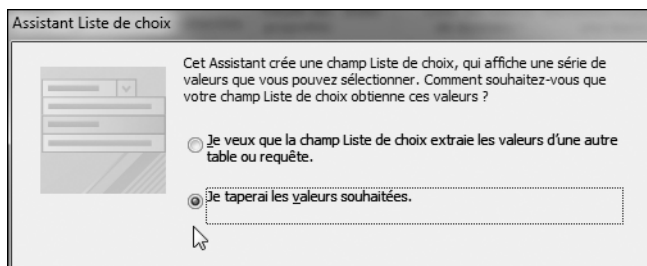 Assistant Liste de choix
Cet Assistant crée une champ Liste de choix, qui affiche une série de
valeurs que vous pouvez sélectionner. Comment souhaitez-vous que
votre champ Liste de choix obtienne ces valeurs ?
Je veux que la champ Liste de choix extraie les valeurs d'une autre
table ou requête.
Je taperai les valeurs souhaitées.